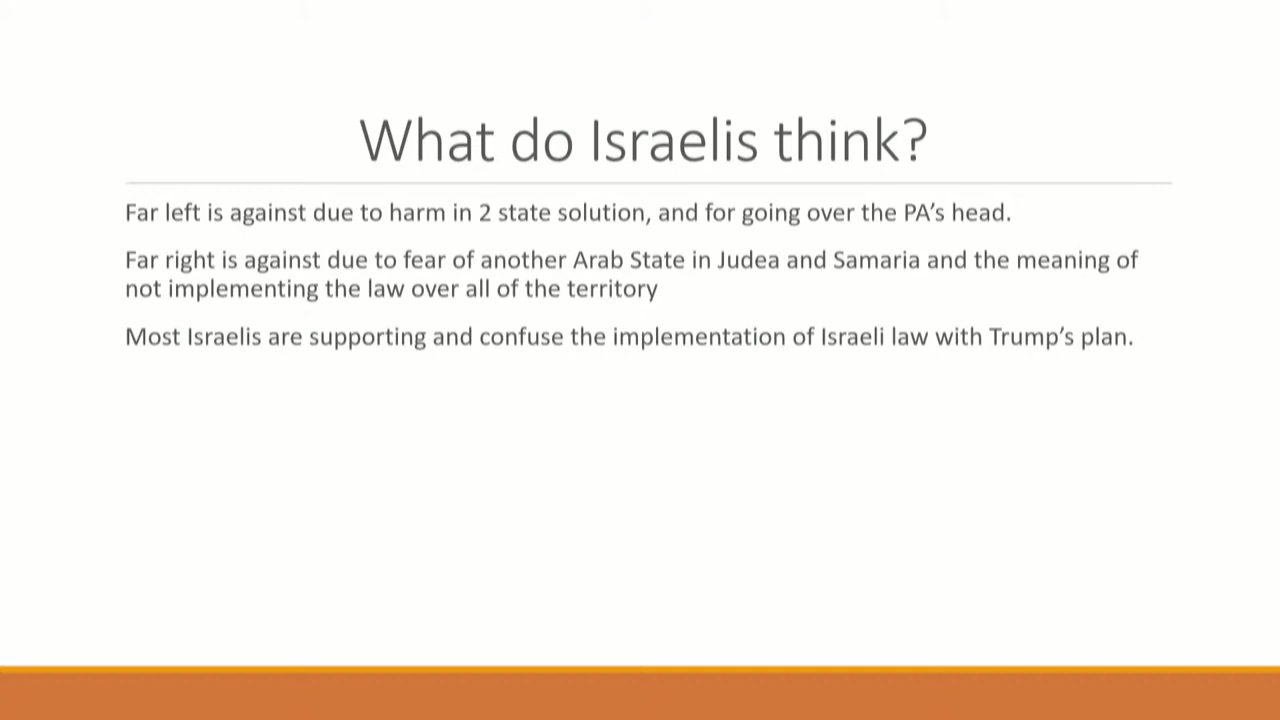 What do Israelis think?
Far left is against due to harm in 2 state solution, and for going over the PA’s head.
Far right is against due to fear of another Arab State in Judea and Samaria and the meaning of
not implementing the law over all of the territory
Most Israelis are supporting and confuse the implementation of Israeli law with Trump’s plan.